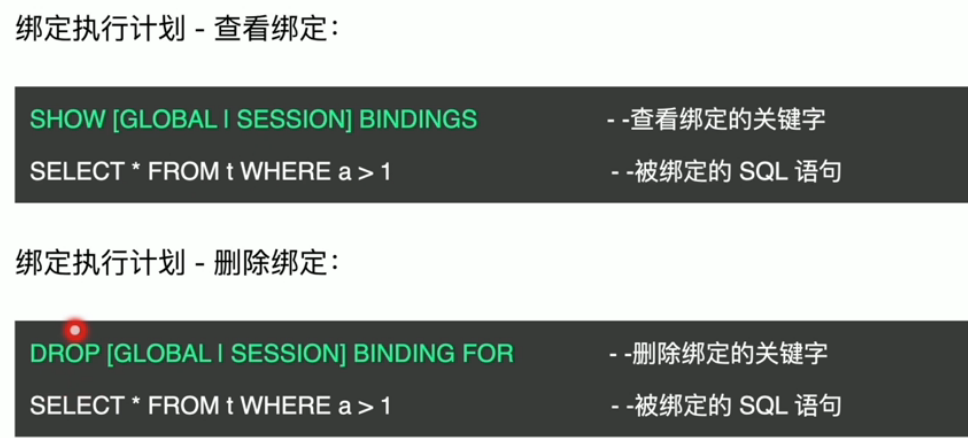 绑定执行计划 - 查看绑定：
SHOW [GLOBAL | SESSION] BINDINGS - -查看绑定的关键字
SELECT * FROM t WHERE a > 1 - -被绑定的 SQL 语句
绑定执行计划 - 删除绑定：
DROP [GLOBAL | SESSION] BINDING FOR - -删除绑定的关键字
SELECT * FROM t WHERE a > 1 - -被绑定的 SQL 语句